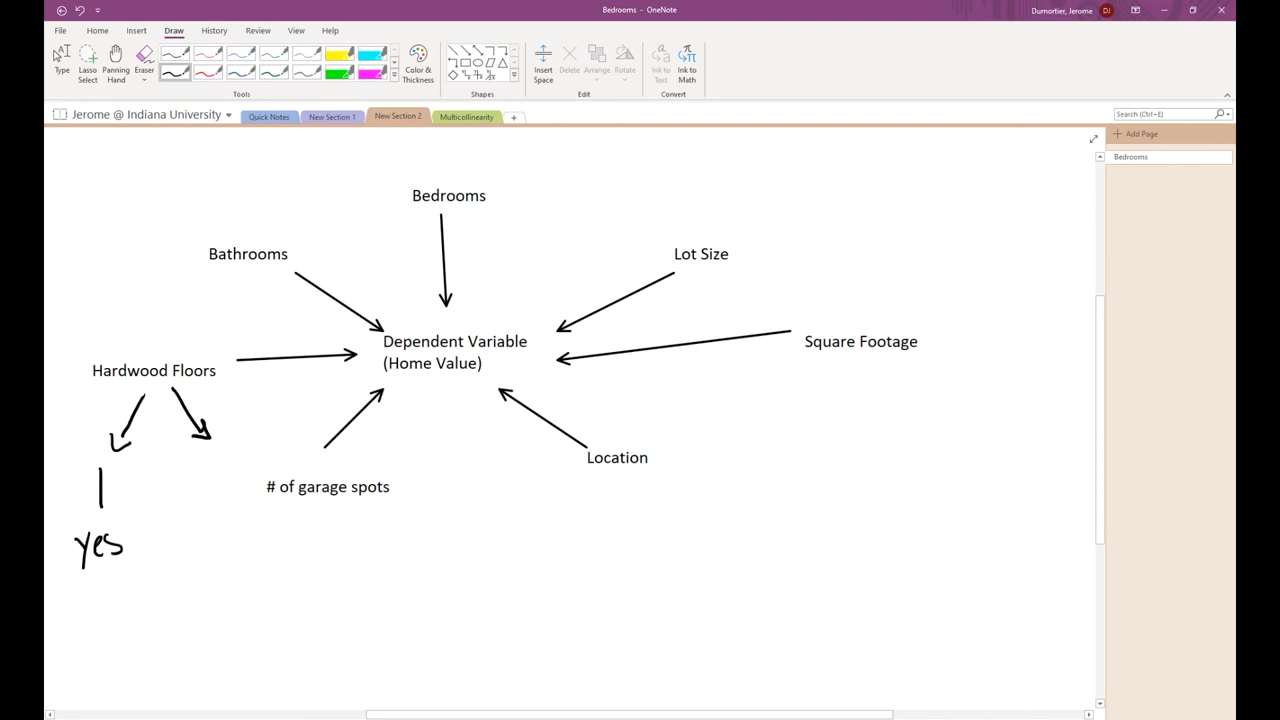 Bedrooms - OneNote
Dumortier, Jerome DJ
File Home Insert Draw History Review View Help
Type Lasso Select Panning Hand Eraser Color & Thickness Insert Space Delete Arrange Rotate Ink to Text Ink to Math
Tools Shapes Edit Convert
Jerome @ Indiana University Quick Notes New Section 1 New Section 2 Multicollinearity + Search (Ctrl+E)
Add Page
Bedrooms
Bedrooms
Bathrooms
Lot Size
Dependent Variable
(Home Value)
Square Footage
Hardwood Floors
Location
# of garage spots
1
yes